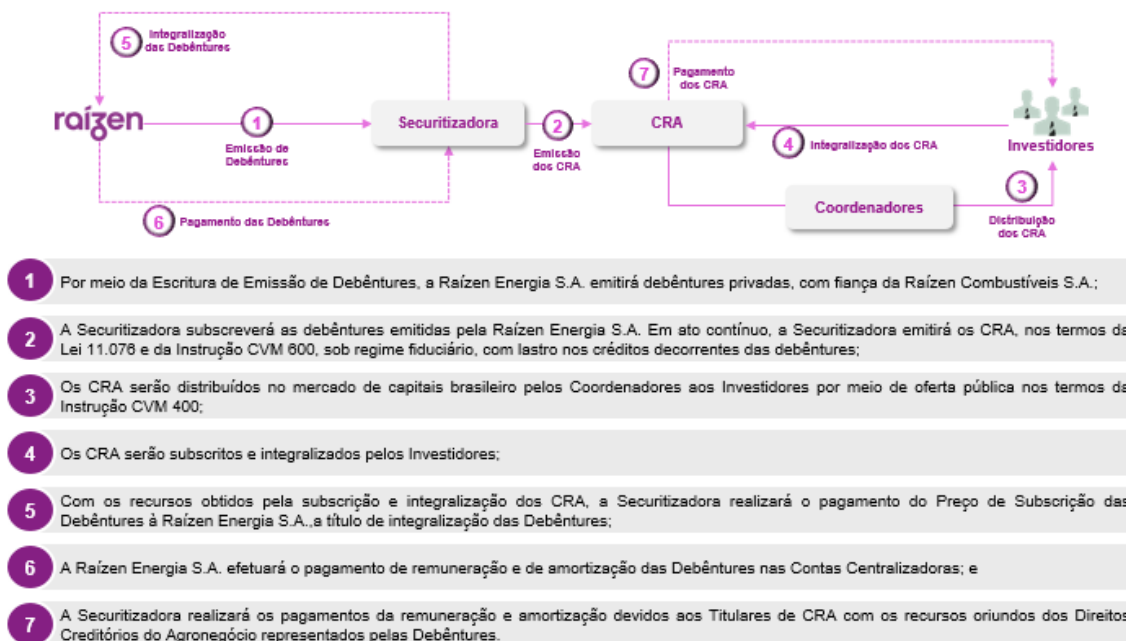 5
Integralização
das Debêntures
7
Pagamento
dos CRA
raízen
1
Emissão de
Debêntures
Securitizadora
2
Emissão
dos CRA
CRA
4
Integralização dos CRA
Investidores
6
Pagamento das Debêntures
Coordenadores
3
Distribuição
dos CRA
1
Por meio da Escritura de Emissão de Debêntures, a Raízen Energia S.A. emitirá debêntures privadas, com fiança da Raízen Combustíveis S.A.;
2
A Securitizadora subscreverá as debêntures emitidas pela Raízen Energia S.A. Em ato contínuo, a Securitizadora emitirá os CRA, nos termos da
Lei 11.076 e da Instrução CVM 600, sob regime fiduciário, com lastro nos créditos decorrentes das debêntures;
3
Os CRA serão distribuídos no mercado de capitais brasileiro pelos Coordenadores aos Investidores por meio de oferta pública nos termos da
Instrução CVM 400;
4
Os CRA serão subscritos e integralizados pelos Investidores;
5
Com os recursos obtidos pela subscrição e integralização dos CRA, a Securitizadora realizará o pagamento do Preço de Subscrição das
Debêntures à Raízen Energia S.A.,a título de integralização das Debêntures;
6
A Raízen Energia S.A. efetuará o pagamento de remuneração e de amortização das Debêntures nas Contas Centralizadoras; e
7
A Securitizadora realizará os pagamentos da remuneração e amortização devidos aos Titulares de CRA com os recursos oriundos dos Direitos
Creditórios do Agronegócio representados pelas Debêntures.